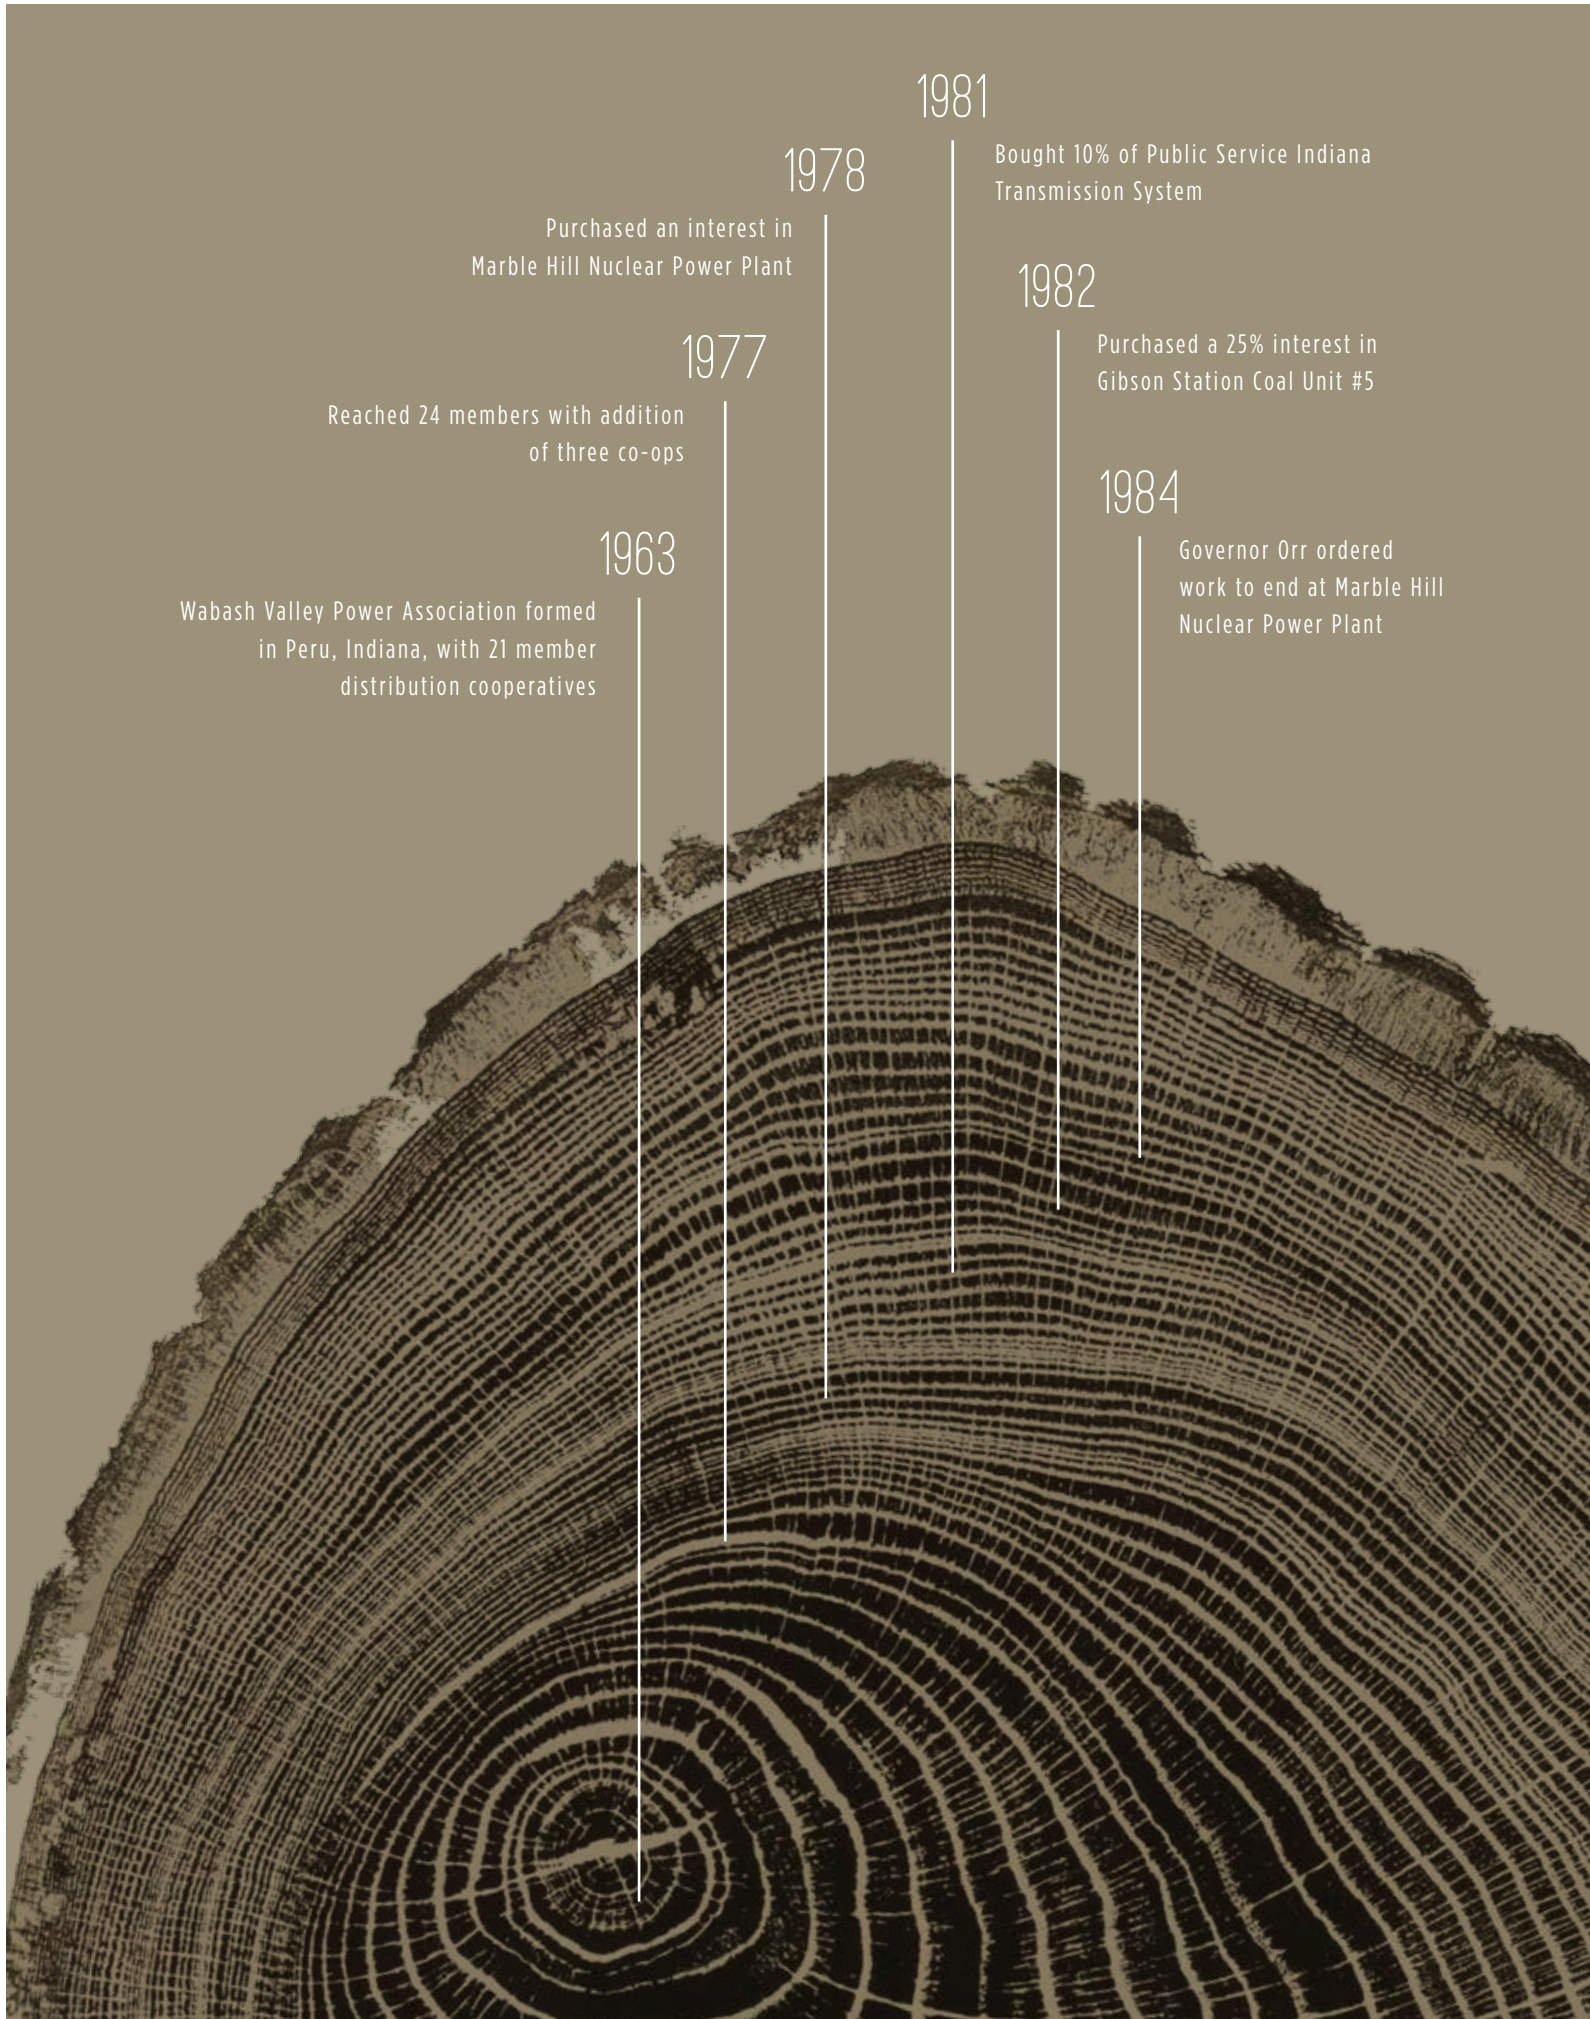 1981
Bought 10% of Public Service Indiana
Transmission System
1978
Purchased an interest in
Marble Hill Nuclear Power Plant
1982
Purchased a 25% interest in
Gibson Station Coal Unit #5
1977
Reached 24 members with addition
of three co-ops
1984
Governor Orr ordered
work to end at Marble Hill
Nuclear Power Plant
1963
Wabash Valley Power Association formed
in Peru, Indiana, with 21 member
distribution cooperatives